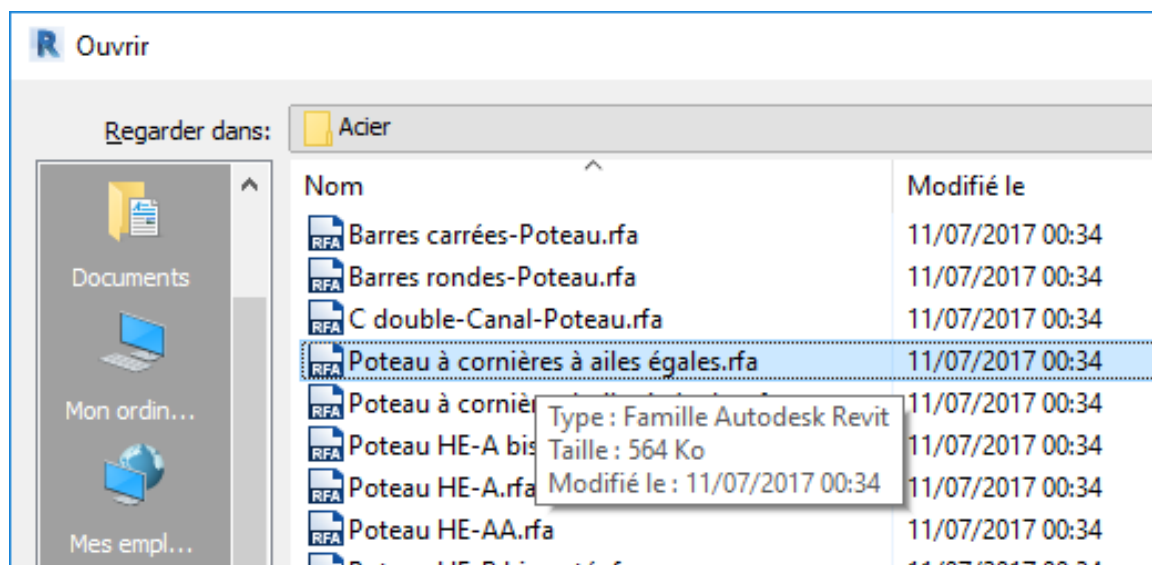 Ouvrir
Regarder dans: Acier
Nom Modifié le
Barres carrées-Poteau.rfa 11/07/2017 00:34
Barres rondes-Poteau.rfa 11/07/2017 00:34
Documents
C double-Canal-Poteau.rfa 11/07/2017 00:34
Poteau à cornières à ailes égales.rfa 11/07/2017 00:34
Mon ordin...
Poteau à 11/07/2017 00:34
Type : Famille Autodesk Revit
Taille : 564 Ko
Modifié le : 11/07/2017 00:34
Poteau HE-A 11/07/2017 00:34
Poteau HE-A.rfa 11/07/2017 00:34
Poteau HE-AA.rfa 11/07/2017 00:34
Mes empl...